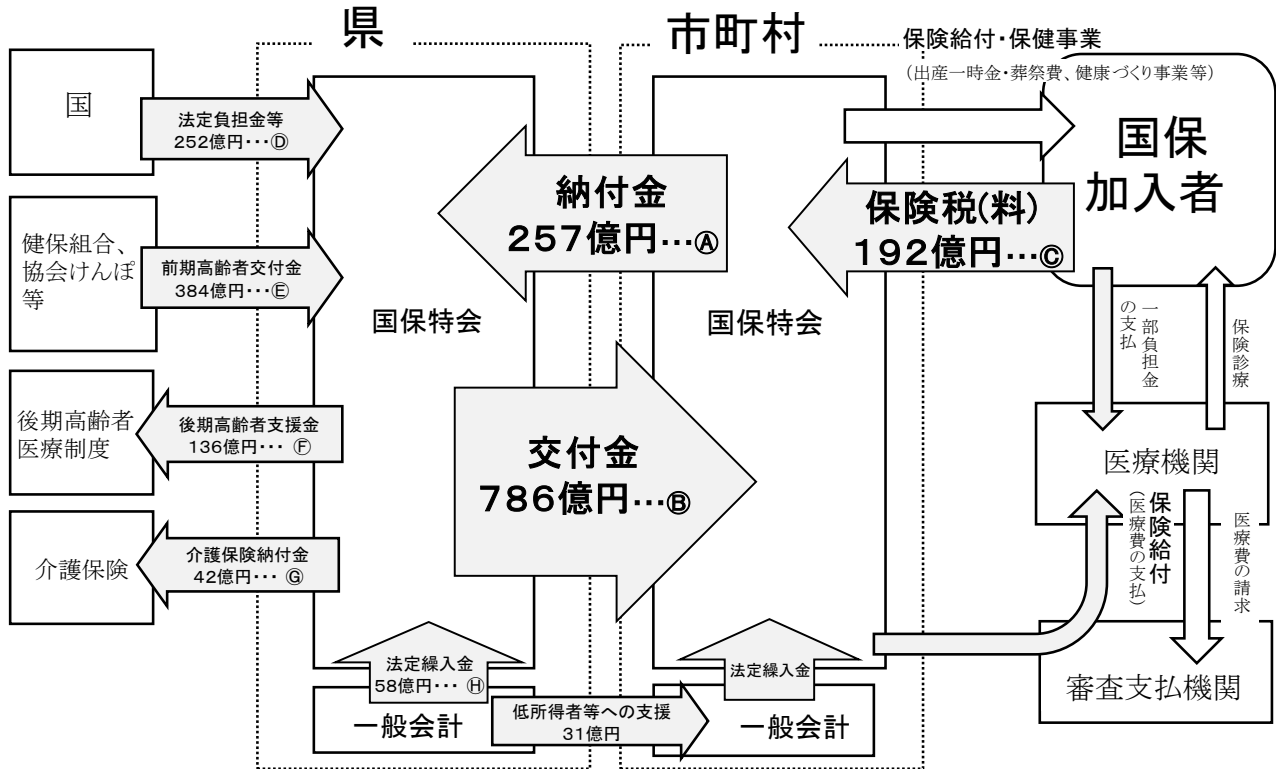 県
市町村
保険給付・保健事業
(出産一時金・葬祭費、健康づくり事業等)
国
法定負担金等
252億円・・・Ⓓ
納付金
257億円…Ⓐ
保険税(料)
192億円…Ⓒ
国保
加入者
健保組合、
協会けんぽ
等
前期高齢者交付金
384億円・・・Ⓔ
国保特会
国保特会
一部負担金
の支払
保険診療
後期高齢者
医療制度
後期高齢者支援金
136億円・・・ Ⓕ
交付金
786億円…Ⓑ
医療機関
介護保険
介護保険納付金
42億円・・・ Ⓖ
保険給付
(医療費の支払)
医療費の請求
法定繰入金
58億円・・・ Ⓗ
法定繰入金
審査支払機関
一般会計
低所得者等への支援
31億円
一般会計